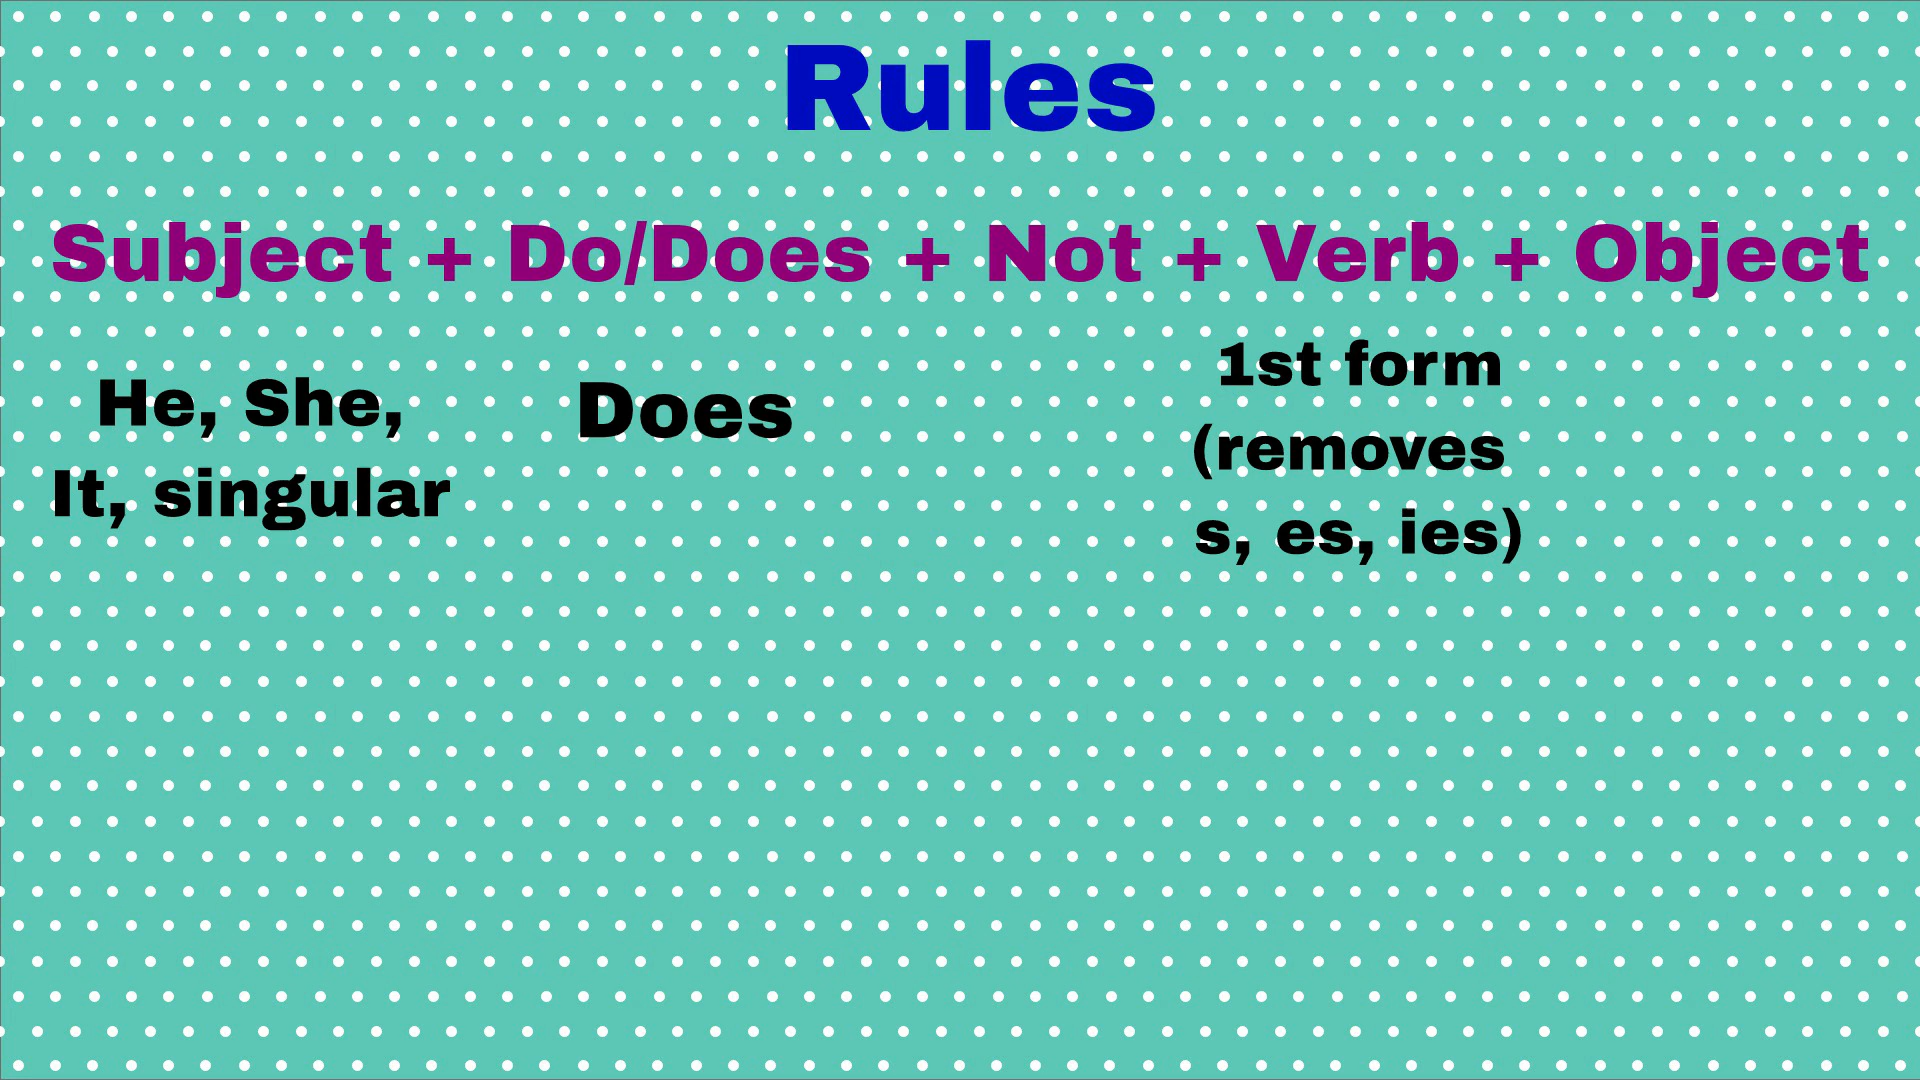 Rules
Subject + Do/Does + Not + Verb + Object
He, She,
It, singular
Does
1st form
(removes
s, es, ies)